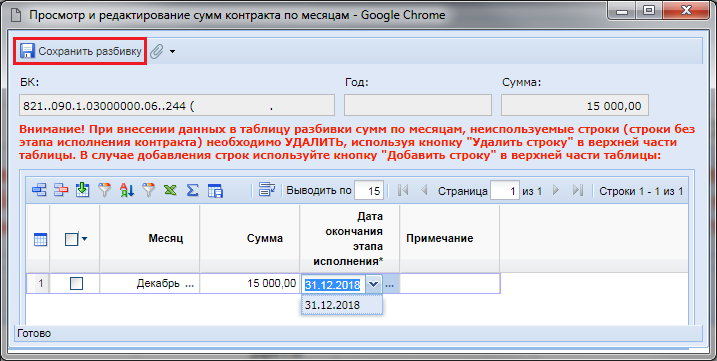 Просмотр и редактирование сумм контракта по месяцам - Google Chrome
Сохранить разбивку
БК: Год: Сумма:
821..090.1.03000000.06..244 ( . 15 000,00
Внимание! При внесении данных в таблицу разбивки сумм по месяцам, неиспользуемые строки (строки без
этапа исполнения контракта) необходимо УДАЛИТЬ, используя кнопку "Удалить строку" в верхней части
таблицы. В случае добавления строк используйте кнопку "Добавить строку" в верхней части таблицы:
Выводить по 15 Страница 1 из 1 Строки 1 - 1 из 1
Месяц Сумма Дата окончания этапа исполнения* Примечание
1 Декабрь ... 15 000,00 31.12.2018 ...
31.12.2018
Готово